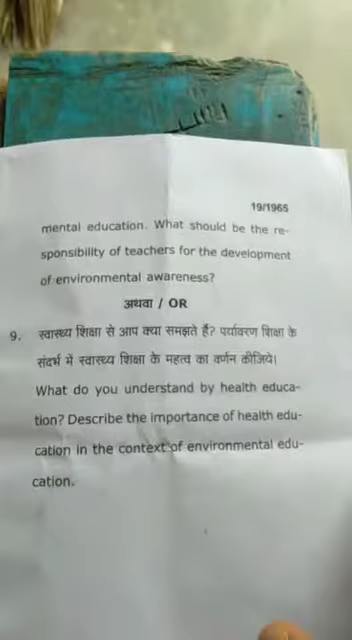 19/1965
mental education. What should be the re-
sponsibility of teachers for the development
of environmental awareness?
अथवा / OR
9. स्वास्थ्य शिक्षा से आप क्या समझते हैं? पर्यावरण शिक्षा के
संदर्भ में स्वास्थ्य शिक्षा के महत्व का वर्णन कीजिये।
What do you understand by health educa-
tion? Describe the importance of health edu-
cation in the context of environmental edu-
cation.